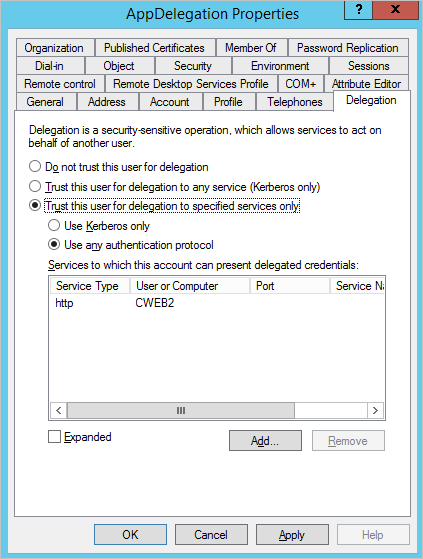 AppDelegation Properties
?
x
Organization Published Certificates Member Of Password Replication
Dial-in Object Security Environment Sessions
Remote control Remote Desktop Services Profile COM+ Attribute Editor
General Address Account Profile Telephones Delegation
Delegation is a security-sensitive operation, which allows services to act on
behalf of another user.
Do not trust this user for delegation
Trust this user for delegation to any service (Kerberos only)
Trust this user for delegation to specified services only
Use Kerberos only
Use any authentication protocol
Services to which this account can present delegated credentials:
Service Type User or Computer Port Service Na
http CWEB2
Expanded
Add... Remove
OK Cancel Apply Help